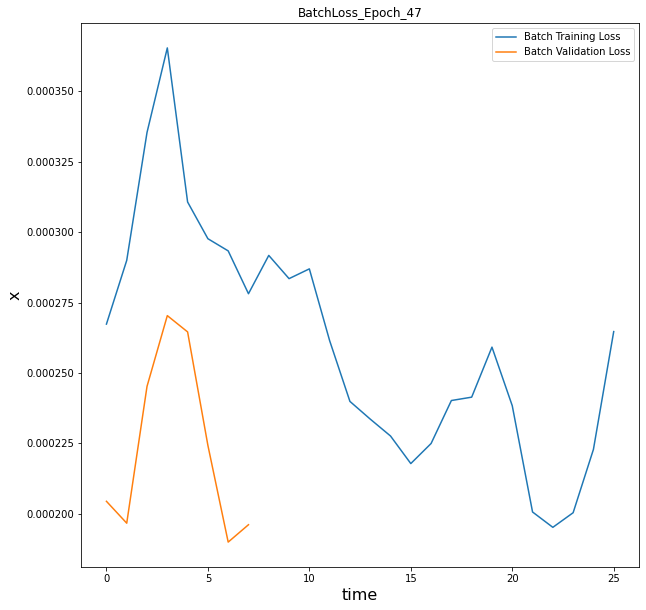 BatchLoss_Epoch_47
Batch Training Loss
Batch Validation Loss
0.000350
0.000325
0.000300
0.000275
0.000250
0.000225
0.000200
x
0 5 10 15 20 25
time